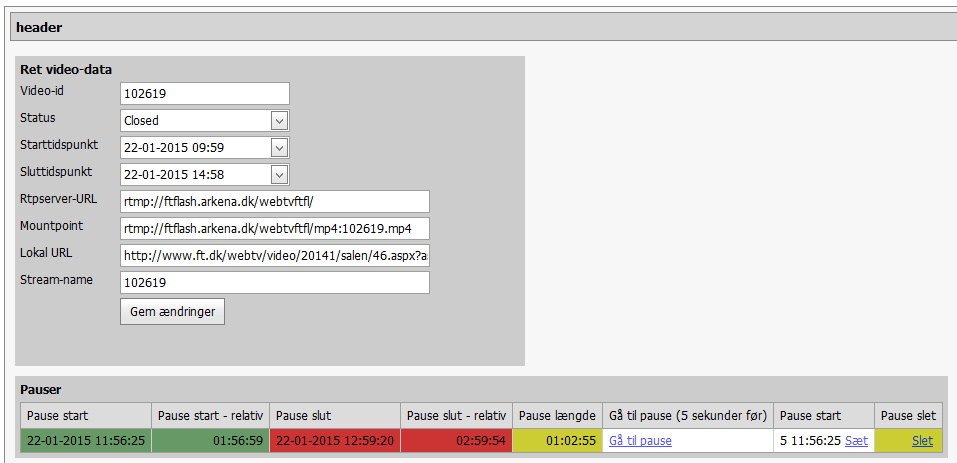 header
Ret video-data
Video-id 102619
Status Closed
Starttidspunkt 22-01-2015 09:59
Sluttidspunkt 22-01-2015 14:58
Rtpserver-URL rtmp://ftflash.arkena.dk/webtvftfl/
Mountpoint rtmp://ftflash.arkena.dk/webtvftfl/mp4:102619.mp4
Lokal URL http://www.ft.dk/webtv/video/20141/salen/46.aspx?as
Stream-name 102619
Gem ændringer
Pauser
Pause start Pause start - relativ Pause slut Pause slut - relativ Pause længde Gå til pause (5 sekunder før) Pause start Pause slet
22-01-2015 11:56:25 01:56:59 22-01-2015 12:59:20 02:59:54 01:02:55 Gå til pause 5 11:56:25 Sæt Slet